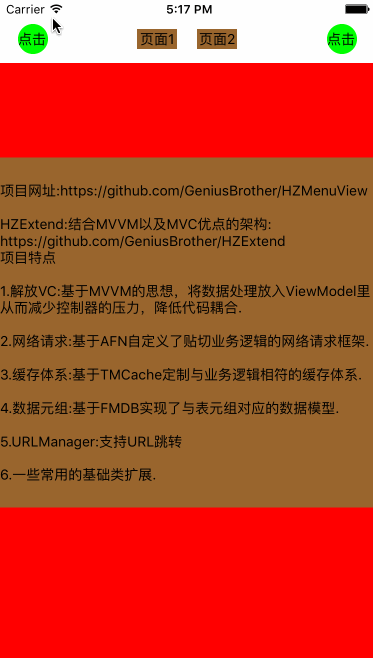 Carrier 5:17 PM
点击 页面1 页面2 点击
项目网址:https://github.com/GeniusBrother/HZMenuView
HZExtend:结合MVVM以及MVC优点的架构:
https://github.com/GeniusBrother/HZExtend
项目特点
1.解放VC:基于MVVM的思想，将数据处理放入ViewModel里
从而减少控制器的压力，降低代码耦合.
2.网络请求:基于AFN自定义了贴切业务逻辑的网络请求框架.
3.缓存体系:基于TMCache定制与业务逻辑相符的缓存体系.
4.数据元组:基于FMDB实现了与表元组对应的数据模型.
5.URLManager:支持URL跳转
6.一些常用的基础类扩展.